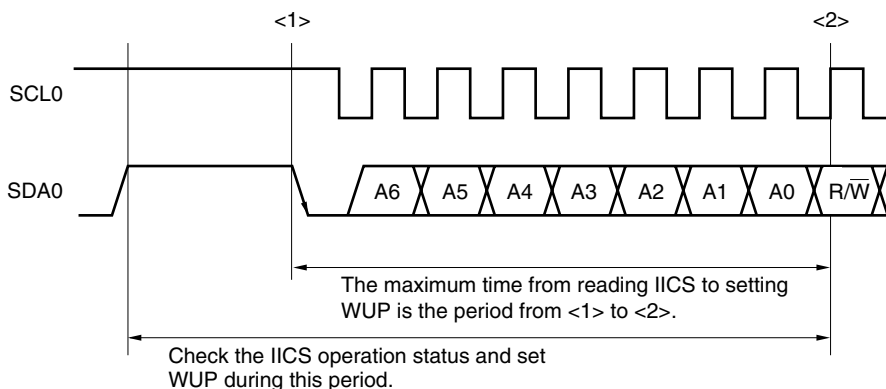 <1>
<2>
SCL0
SDA0
A6
A5
A4
A3
A2
A1
A0
R/W̅
The maximum time from reading IICS to setting
WUP is the period from <1> to <2>.
Check the IICS operation status and set
WUP during this period.